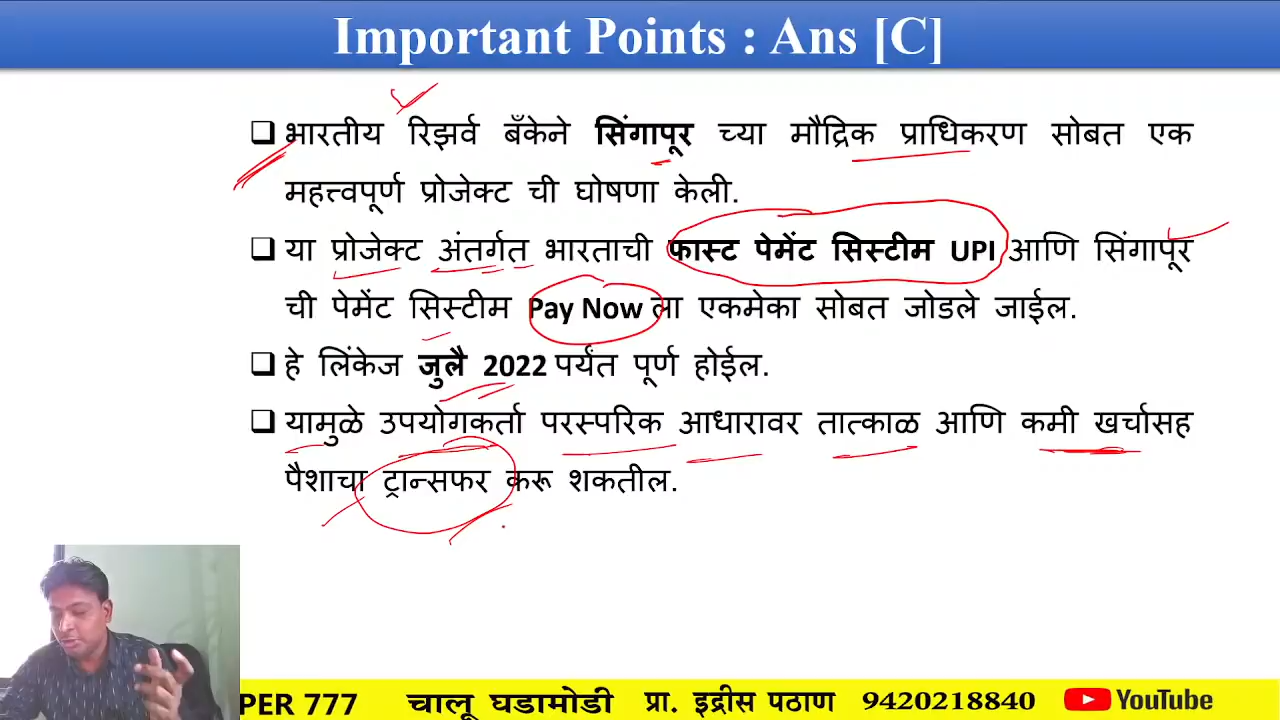 Important Points : Ans [C]
❑ भारतीय रिझर्व बँकेने सिंगापूर च्या मौद्रिक प्राधिकरण सोबत एक
महत्त्वपूर्ण प्रोजेक्ट ची घोषणा केली.
❑ या प्रोजेक्ट अंतर्गत भारताची फास्ट पेमेंट सिस्टीम UPI आणि सिंगापूर
ची पेमेंट सिस्टीम Pay Now ला एकमेका सोबत जोडले जाईल.
❑ हे लिंकेज जुलै 2022 पर्यंत पूर्ण होईल.
❑ यामुळे उपयोगकर्ता परस्परिक आधारावर तात्काळ आणि कमी खर्चासह
पैशाचा ट्रान्सफर करू शकतील.
PER 777 चालू घडामोडी प्रा. इद्रीस पठाण 9420218840 YouTube